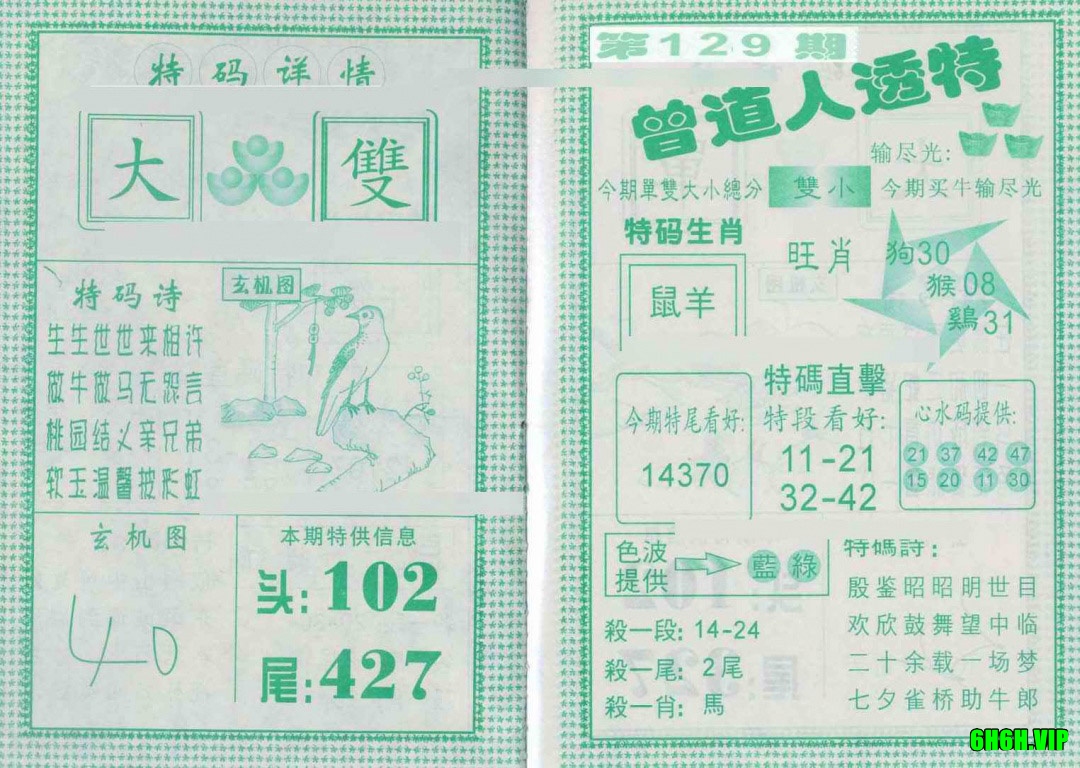 特码详情
大 雙
特码诗
生生世世来相许
做牛做马无怨言
桃园结义亲兄弟
软玉温馨披彩虹
玄机图
玄机图
40
本期特供信息
头:102
尾:427
第129期
曾道人透特
输尽光:
今期單雙大小總分 雙小 今期买牛输尽光
特码生肖
鼠羊
旺肖
狗30
猴08
鷄31
今期特尾看好:
14370
特碼直擊
特段看好:
11-21
32-42
心水码提供:
21 37 42 47
15 20 11 30
色波
提供
藍 綠
殺一段: 14-24
殺一尾: 2尾
殺一肖: 馬
特碼詩:
殷鉴昭昭明世目
欢欣鼓舞望中临
二十余载一场梦
七夕雀桥助牛郎
6H6H.VIP